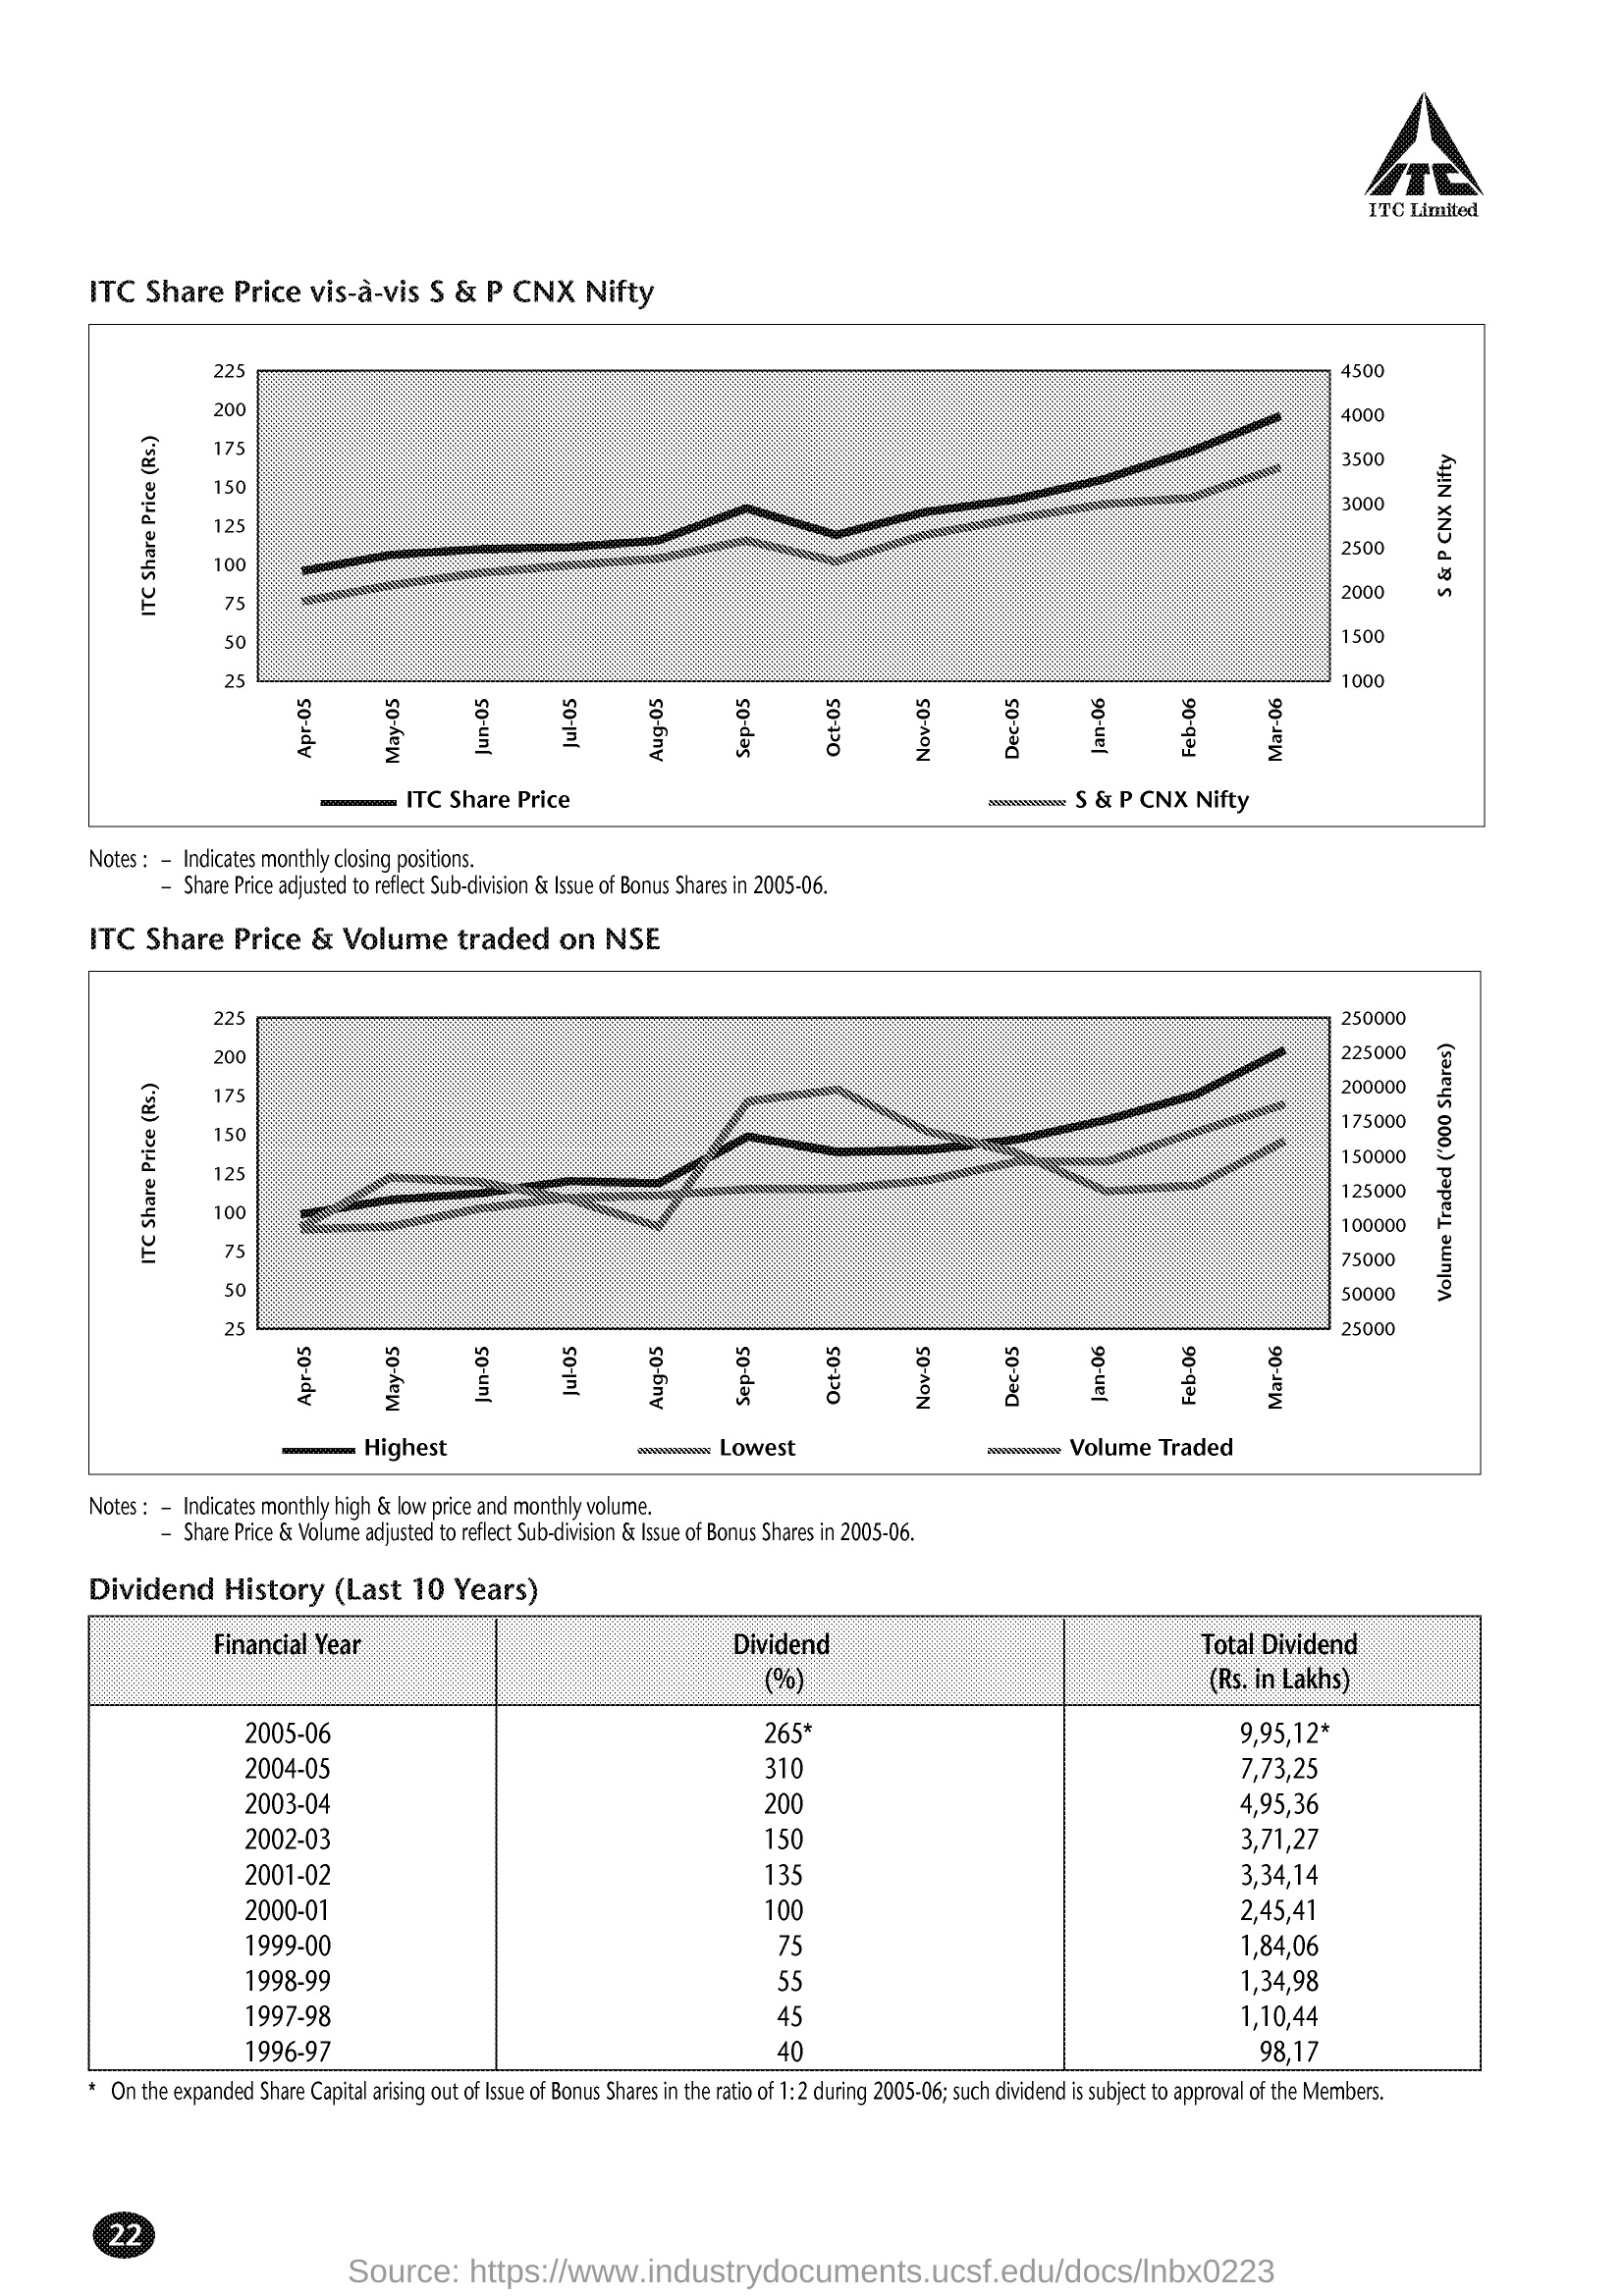 ITC
ITC Limited
ITC Share Price vis-à-vis S & P CNX Nifty
ITC Share Price (Rs.)
225
200
175
150
125
100
75
50
25
4500
4000
3500
3000
2500
2000
1500
1000
S & P CNX Nifty
Apr-05 May-05 Jun-05 Jul-05 Aug-05 Sep-05 Oct-05 Nov-05 Dec-05 Jan-06 Feb-06 Mar-06
ITC Share Price S & P CNX Nifty
Notes : – Indicates monthly closing positions.
– Share Price adjusted to reflect Sub-division & Issue of Bonus Shares in 2005-06.
ITC Share Price & Volume traded on NSE
ITC Share Price (Rs.)
225
200
175
150
125
100
75
50
25
250000
225000
200000
175000
150000
125000
100000
75000
50000
25000
Volume Traded ('000 Shares)
Apr-05 May-05 Jun-05 Jul-05 Aug-05 Sep-05 Oct-05 Nov-05 Dec-05 Jan-06 Feb-06 Mar-06
Highest Lowest Volume Traded
Notes : – Indicates monthly high & low price and monthly volume.
– Share Price & Volume adjusted to reflect Sub-division & Issue of Bonus Shares in 2005-06.
Dividend History (Last 10 Years)
Financial Year Dividend Total Dividend
(%) (Rs. in Lakhs)
2005-06 265* 9,95,12*
2004-05 310 7,73,25
2003-04 200 4,95,36
2002-03 150 3,71,27
2001-02 135 3,34,14
2000-01 100 2,45,41
1999-00 75 1,84,06
1998-99 55 1,34,98
1997-98 45 1,10,44
1996-97 40 98,17
* On the expanded Share Capital arising out of Issue of Bonus Shares in the ratio of 1:2 during 2005-06; such dividend is subject to approval of the Members.
22
Source: https://www.industrydocuments.ucsf.edu/docs/lnbx0223